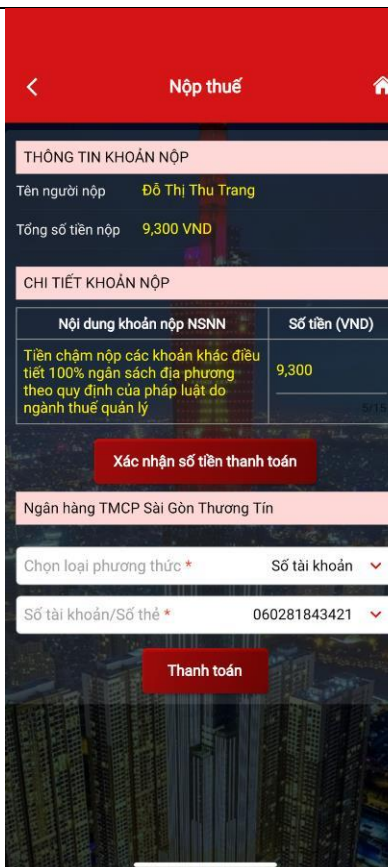 Nộp thuế
THÔNG TIN KHOẢN NỘP
Tên người nộp Đỗ Thị Thu Trang
Tổng số tiền nộp 9,300 VND
CHI TIẾT KHOẢN NỘP
Nội dung khoản nộp NSNN Số tiền (VND)
Tiền chậm nộp các khoản khác điều
tiết 100% ngân sách địa phương
theo quy định của pháp luật do
ngành thuế quản lý
9,300
Xác nhận số tiền thanh toán
Ngân hàng TMCP Sài Gòn Thương Tín
Chọn loại phương thức * Số tài khoản
Số tài khoản/Số thẻ * 060281843421
Thanh toán